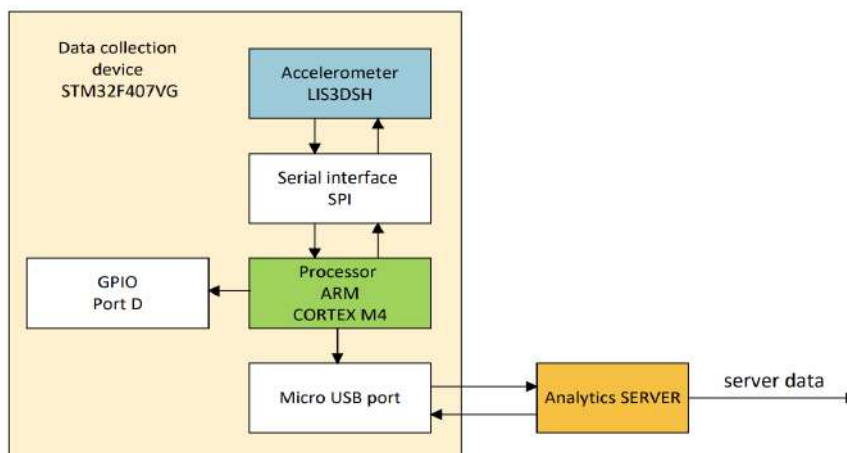 Data collection
device
STM32F407VG
Accelerometer
LIS3DSH
Serial interface
SPI
GPIO
Port D
Processor
ARM
CORTEX M4
Micro USB port
Analytics SERVER
server data